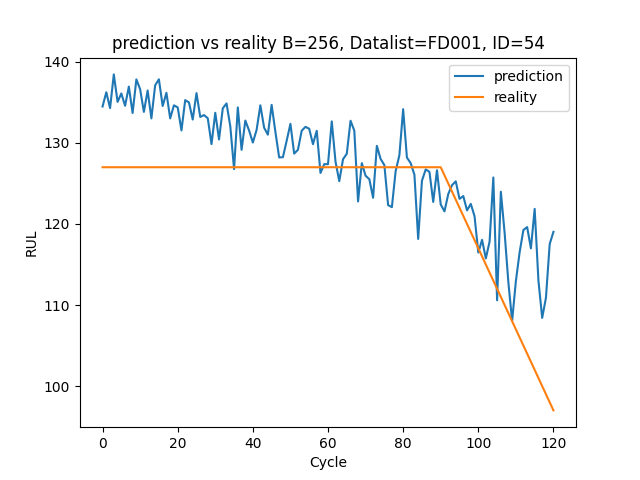 prediction vs reality B=256, Datalist=FD001, ID=54
prediction
reality
RUL
140
130
120
110
100
0 20 40 60 80 100 120
Cycle